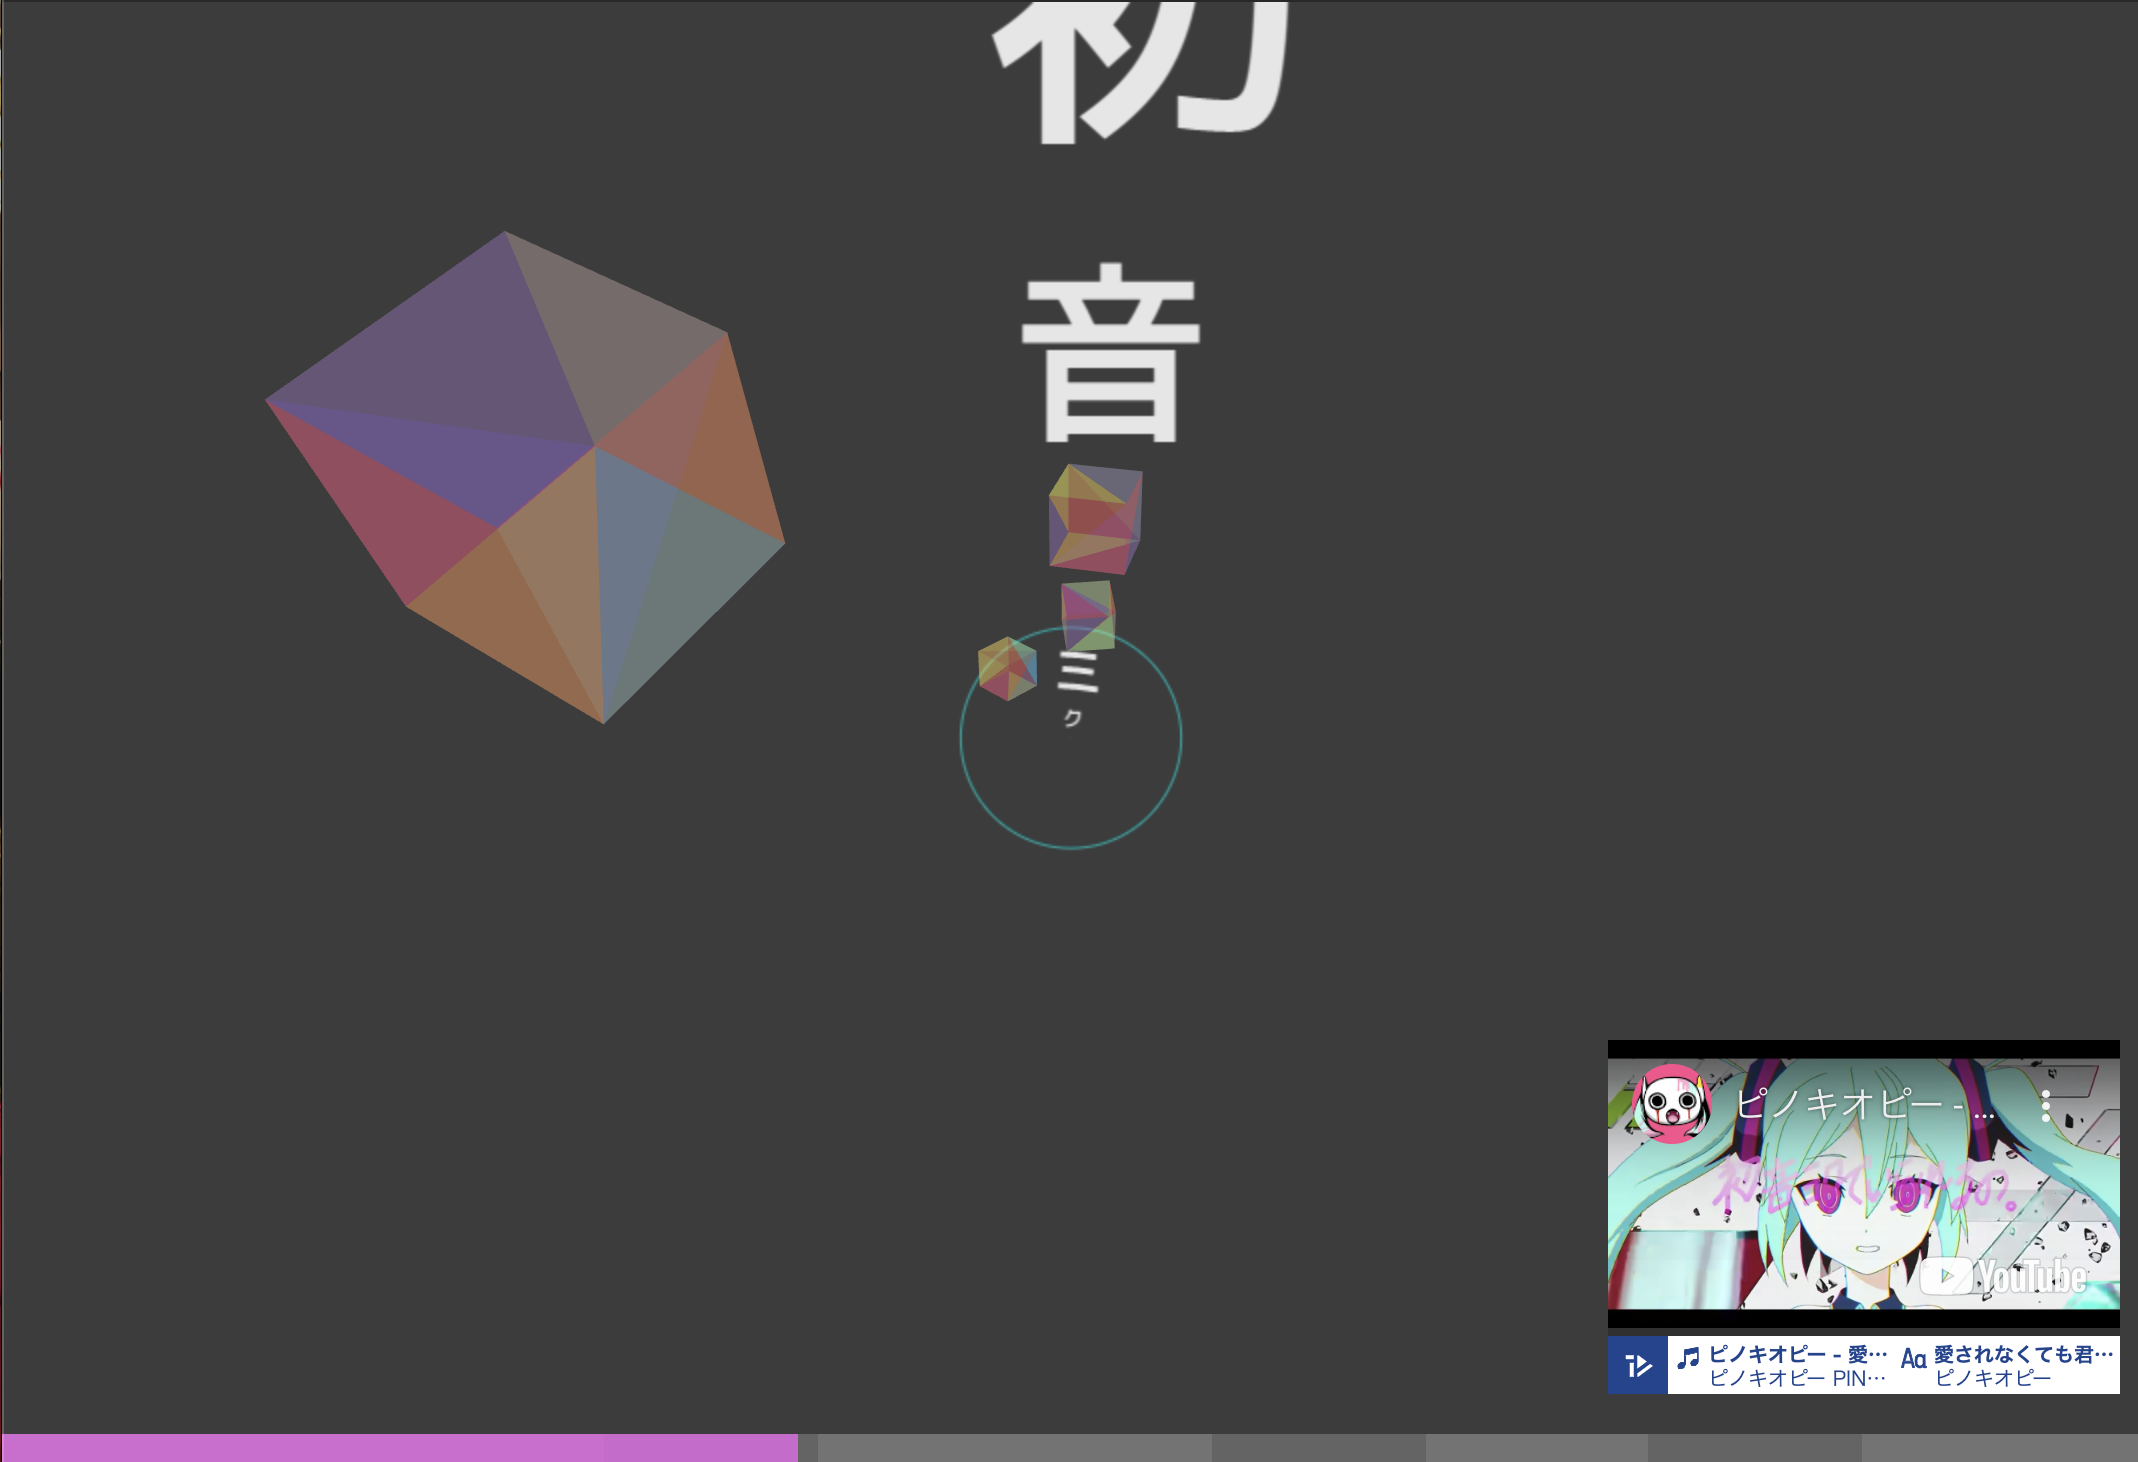 初
音
ミ
ク
ピノキオピー - ...
YouTube
ピノキオピー - 愛…
ピノキオピー PIN…
Aa 愛されなくても君…
ピノキオピー